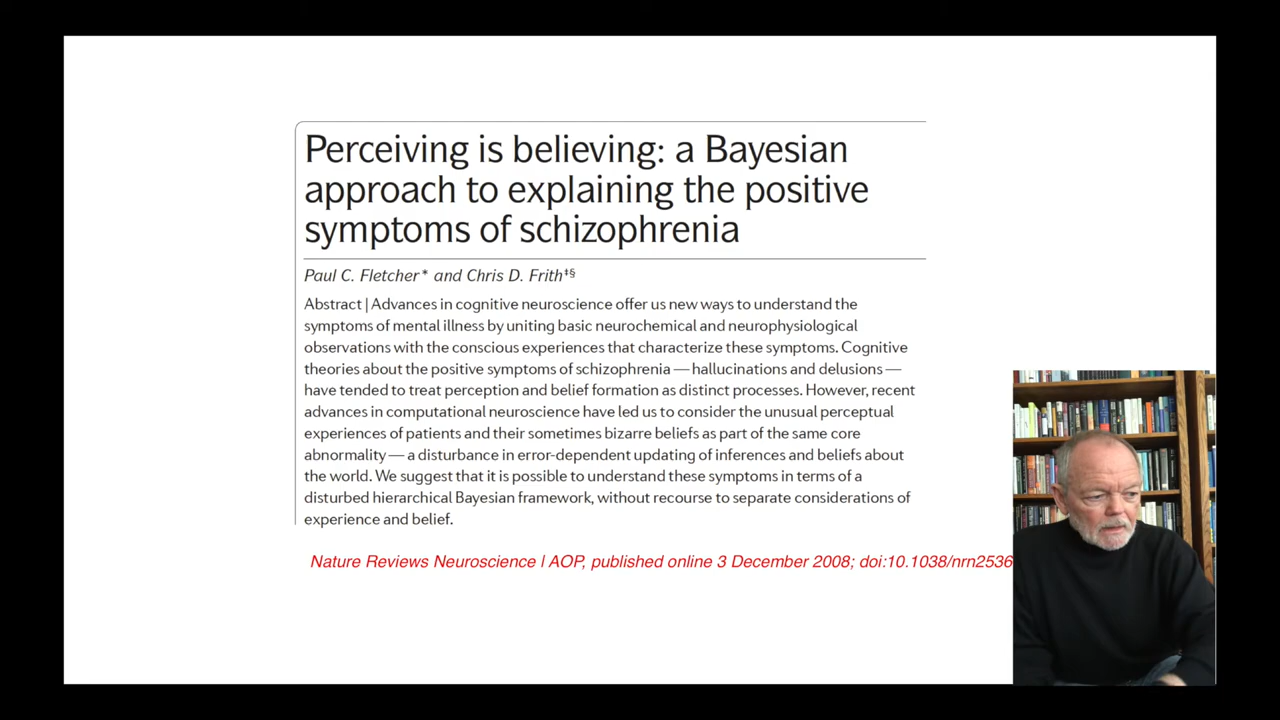 Perceiving is believing: a Bayesian
approach to explaining the positive
symptoms of schizophrenia
Paul C. Fletcher* and Chris D. Frith‡§
Abstract | Advances in cognitive neuroscience offer us new ways to understand the
symptoms of mental illness by uniting basic neurochemical and neurophysiological
observations with the conscious experiences that characterize these symptoms. Cognitive
theories about the positive symptoms of schizophrenia — hallucinations and delusions —
have tended to treat perception and belief formation as distinct processes. However, recent
advances in computational neuroscience have led us to consider the unusual perceptual
experiences of patients and their sometimes bizarre beliefs as part of the same core
abnormality — a disturbance in error-dependent updating of inferences and beliefs about
the world. We suggest that it is possible to understand these symptoms in terms of a
disturbed hierarchical Bayesian framework, without recourse to separate considerations of
experience and belief.
Nature Reviews Neuroscience | AOP, published online 3 December 2008; doi:10.1038/nrn2536